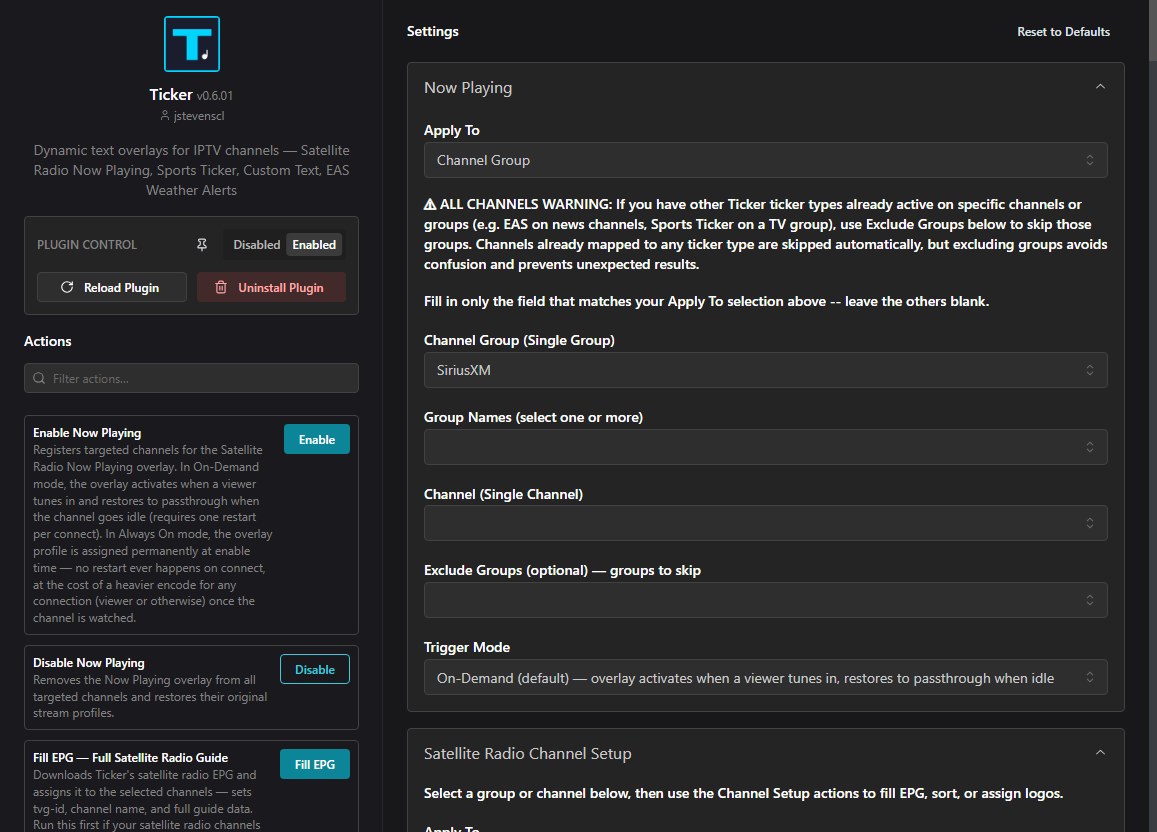 T
Ticker v0.6.01
jstevenscl
Dynamic text overlays for IPTV channels — Satellite
Radio Now Playing, Sports Ticker, Custom Text, EAS
Weather Alerts
PLUGIN CONTROL
Disabled
Enabled
Reload Plugin
Uninstall Plugin
Actions
Filter actions...
Enable Now Playing
Enable
Registers targeted channels for the Satellite
Radio Now Playing overlay. In On-Demand
mode, the overlay activates when a viewer
tunes in and restores to passthrough when
the channel goes idle (requires one restart
per connect). In Always On mode, the overlay
profile is assigned permanently at enable
time — no restart ever happens on connect,
at the cost of a heavier encode for any
connection (viewer or otherwise) once the
channel is watched.
Disable Now Playing
Disable
Removes the Now Playing overlay from all
targeted channels and restores their original
stream profiles.
Fill EPG — Full Satellite Radio Guide
Fill EPG
Downloads Ticker's satellite radio EPG and
assigns it to the selected channels — sets
tvg-id, channel name, and full guide data.
Run this first if your satellite radio channels
Settings
Reset to Defaults
Now Playing
Apply To
Channel Group
⚠ ALL CHANNELS WARNING: If you have other Ticker ticker types already active on specific channels or
groups (e.g. EAS on news channels, Sports Ticker on a TV group), use Exclude Groups below to skip those
groups. Channels already mapped to any ticker type are skipped automatically, but excluding groups avoids
confusion and prevents unexpected results.
Fill in only the field that matches your Apply To selection above -- leave the others blank.
Channel Group (Single Group)
SiriusXM
Group Names (select one or more)
Channel (Single Channel)
Exclude Groups (optional) — groups to skip
Trigger Mode
On-Demand (default) — overlay activates when a viewer tunes in, restores to passthrough when idle
Satellite Radio Channel Setup
Select a group or channel below, then use the Channel Setup actions to fill EPG, sort, or assign logos.
Apply To